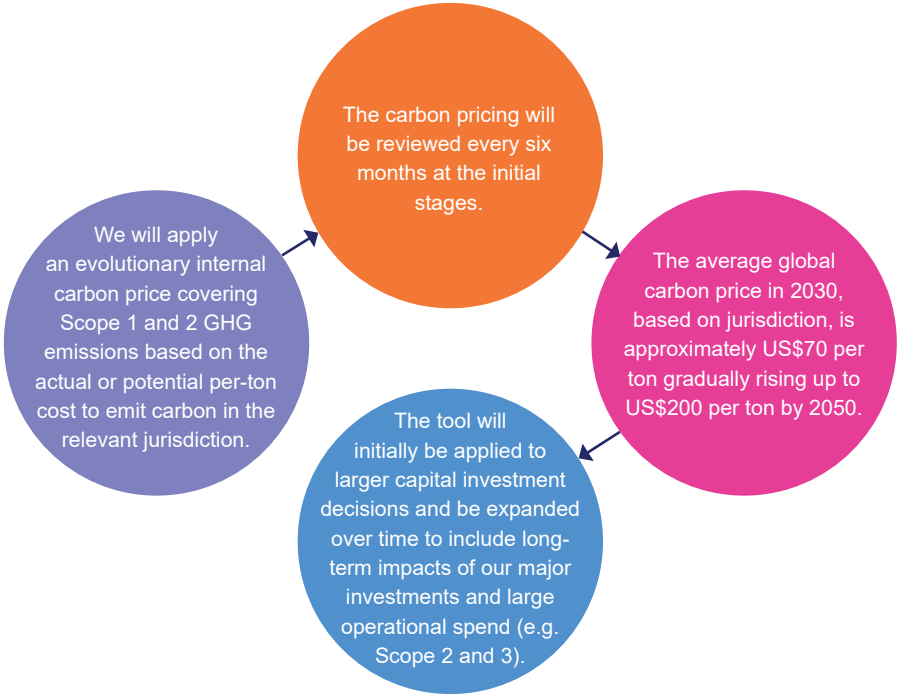 We will apply
an evolutionary internal
carbon price covering
Scope 1 and 2 GHG
emissions based on the
actual or potential per-ton
cost to emit carbon in the
relevant jurisdiction.
The carbon pricing will
be reviewed every six
months at the initial
stages.
The average global
carbon price in 2030,
based on jurisdiction, is
approximately US$70 per
ton gradually rising up to
US$200 per ton by 2050.
The tool will
initially be applied to
larger capital investment
decisions and be expanded
over time to include long-
term impacts of our major
investments and large
operational spend (e.g.
Scope 2 and 3).